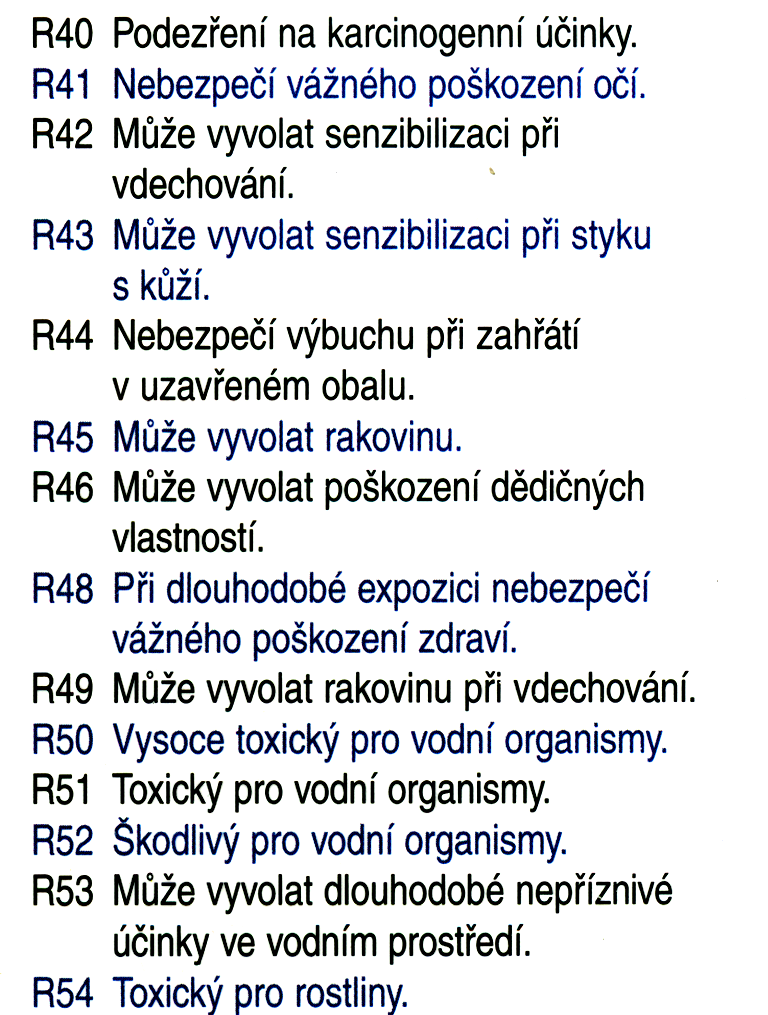 R40 Podezření na karcinogenní účinky.
R41 Nebezpečí vážného poškození očí.
R42 Může vyvolat senzibilizaci při
vdechování.
R43 Může vyvolat senzibilizaci při styku
s kůží.
R44 Nebezpečí výbuchu při zahřátí
v uzavřeném obalu.
R45 Může vyvolat rakovinu.
R46 Může vyvolat poškození dědičných
vlastností.
R48 Při dlouhodobé expozici nebezpečí
vážného poškození zdraví.
R49 Může vyvolat rakovinu při vdechování.
R50 Vysoce toxický pro vodní organismy.
R51 Toxický pro vodní organismy.
R52 Škodlivý pro vodní organismy.
R53 Může vyvolat dlouhodobé nepříznivé
účinky ve vodním prostředí.
R54 Toxický pro rostliny.